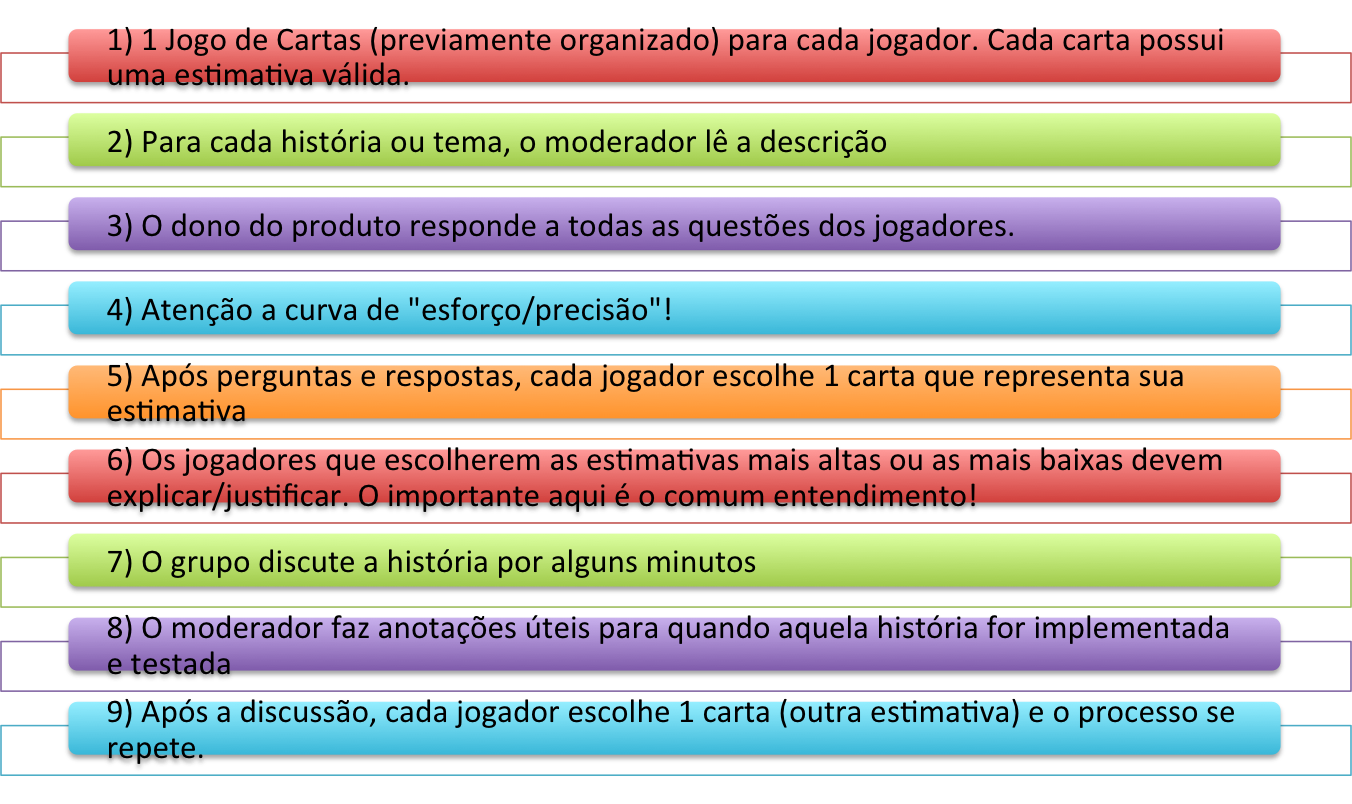 1) 1 Jogo de Cartas (previamente organizado) para cada jogador. Cada carta possui
uma estimativa válida.
2) Para cada história ou tema, o moderador lê a descrição
3) O dono do produto responde a todas as questões dos jogadores.
4) Atenção a curva de "esforço/precisão"!
5) Após perguntas e respostas, cada jogador escolhe 1 carta que representa sua
estimativa
6) Os jogadores que escolherem as estimativas mais altas ou as mais baixas devem
explicar/justificar. O importante aqui é o comum entendimento!
7) O grupo discute a história por alguns minutos
8) O moderador faz anotações úteis para quando aquela história for implementada
e testada
9) Após a discussão, cada jogador escolhe 1 carta (outra estimativa) e o processo se
repete.